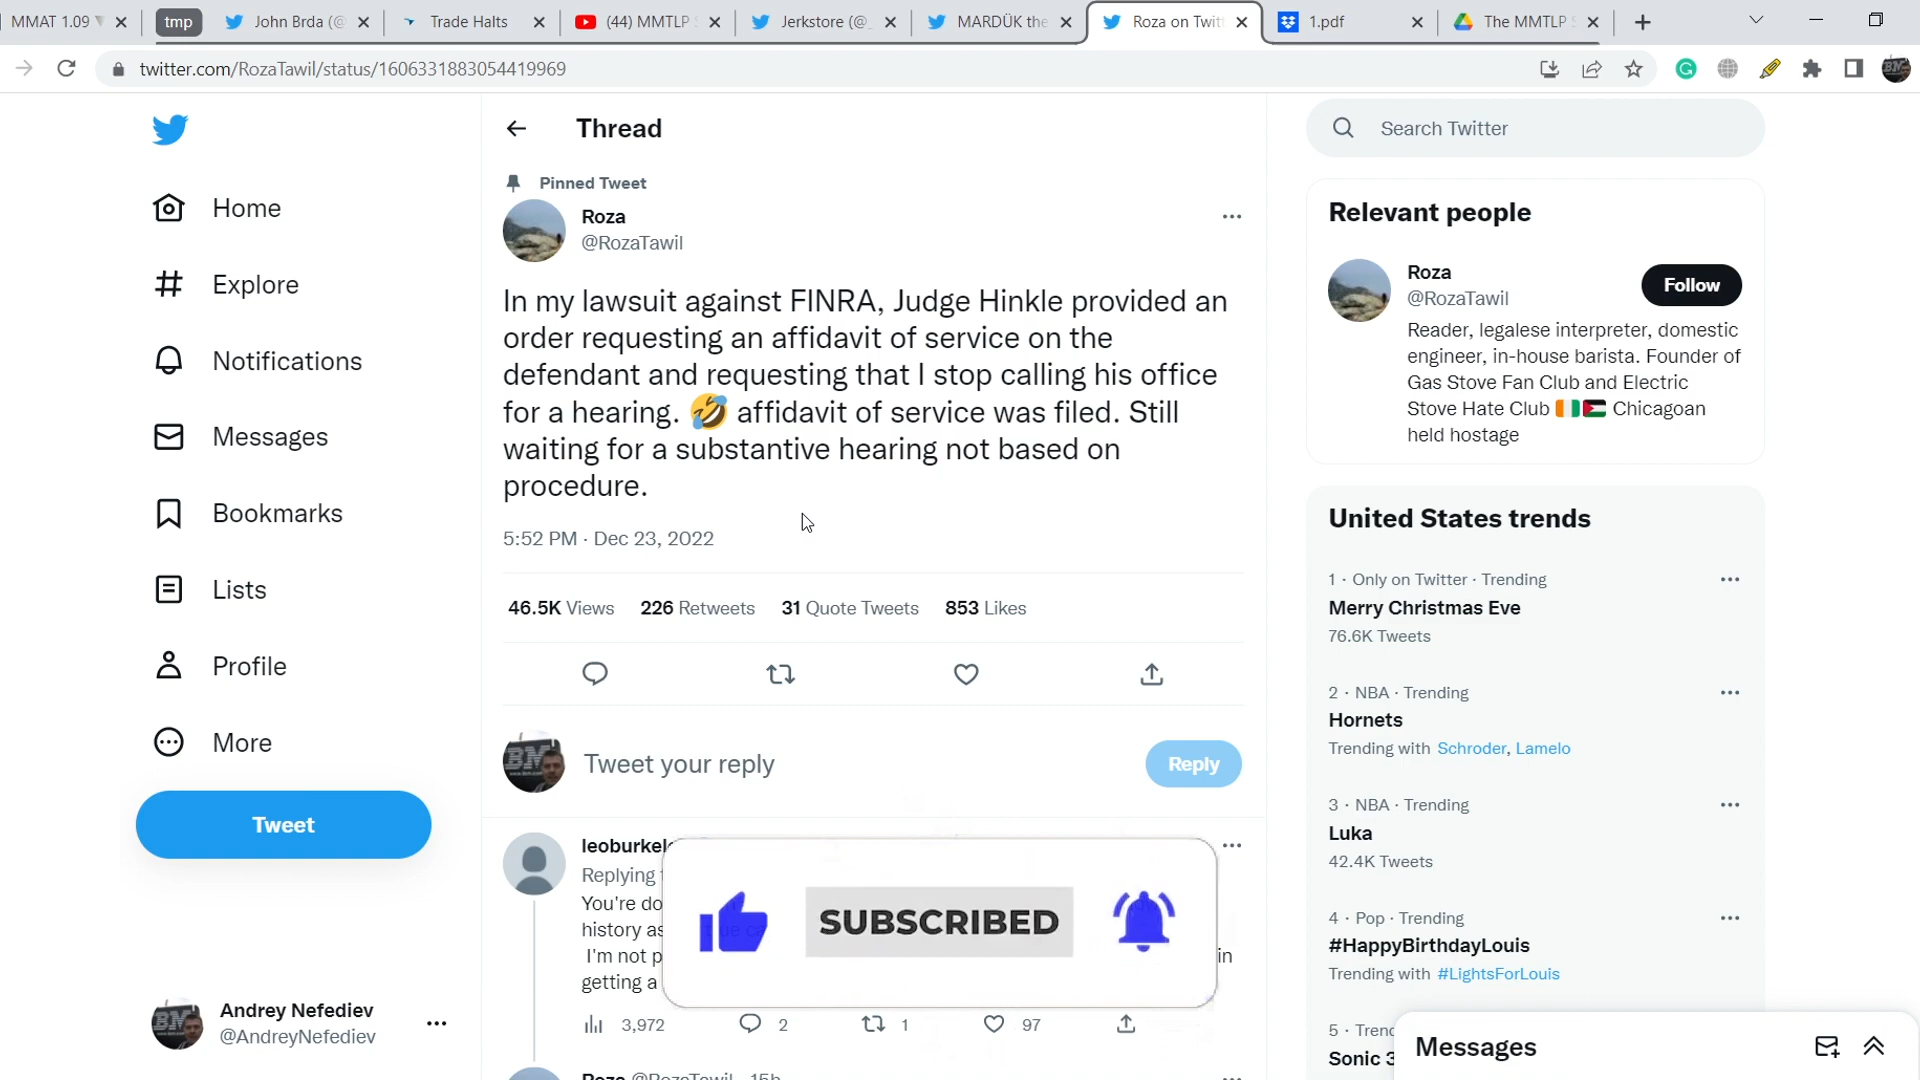 MMAT 1.09
tmp
John Brda (@
Trade Halts
(44) MMTLP
Jerkstore (@_
MARDÜK the
Roza on Twit
1.pdf
The MMTLP
twitter.com/RozaTawil/status/1606331883054419969
Thread
Search Twitter
Pinned Tweet
Roza
@RozaTawil
In my lawsuit against FINRA, Judge Hinkle provided an
order requesting an affidavit of service on the
defendant and requesting that I stop calling his office
for a hearing. 🤣 affidavit of service was filed. Still
waiting for a substantive hearing not based on
procedure.
5:52 PM · Dec 23, 2022
46.5K Views 226 Retweets 31 Quote Tweets 853 Likes
Tweet your reply
Reply
leoburkel
Replying
You're do
history as
I'm not p
in
getting a
3,972 2 1 97
Roza @RozaTawil · 15h
Home
Explore
Notifications
Messages
Bookmarks
Lists
Profile
More
Tweet
Andrey Nefediev
@AndreyNefediev
BM
SUBSCRIBED
Relevant people
Roza
@RozaTawil
Follow
Reader, legalese interpreter, domestic
engineer, in-house barista. Founder of
Gas Stove Fan Club and Electric
Stove Hate Club 🇨🇮🇵🇸 Chicagoan
held hostage
United States trends
1 · Only on Twitter · Trending
Merry Christmas Eve
76.6K Tweets
2 · NBA · Trending
Hornets
Trending with Schroder, Lamelo
3 · NBA · Trending
Luka
42.4K Tweets
4 · Pop · Trending
#HappyBirthdayLouis
Trending with #LightsForLouis
5 · Tren
Sonic 3
Messages